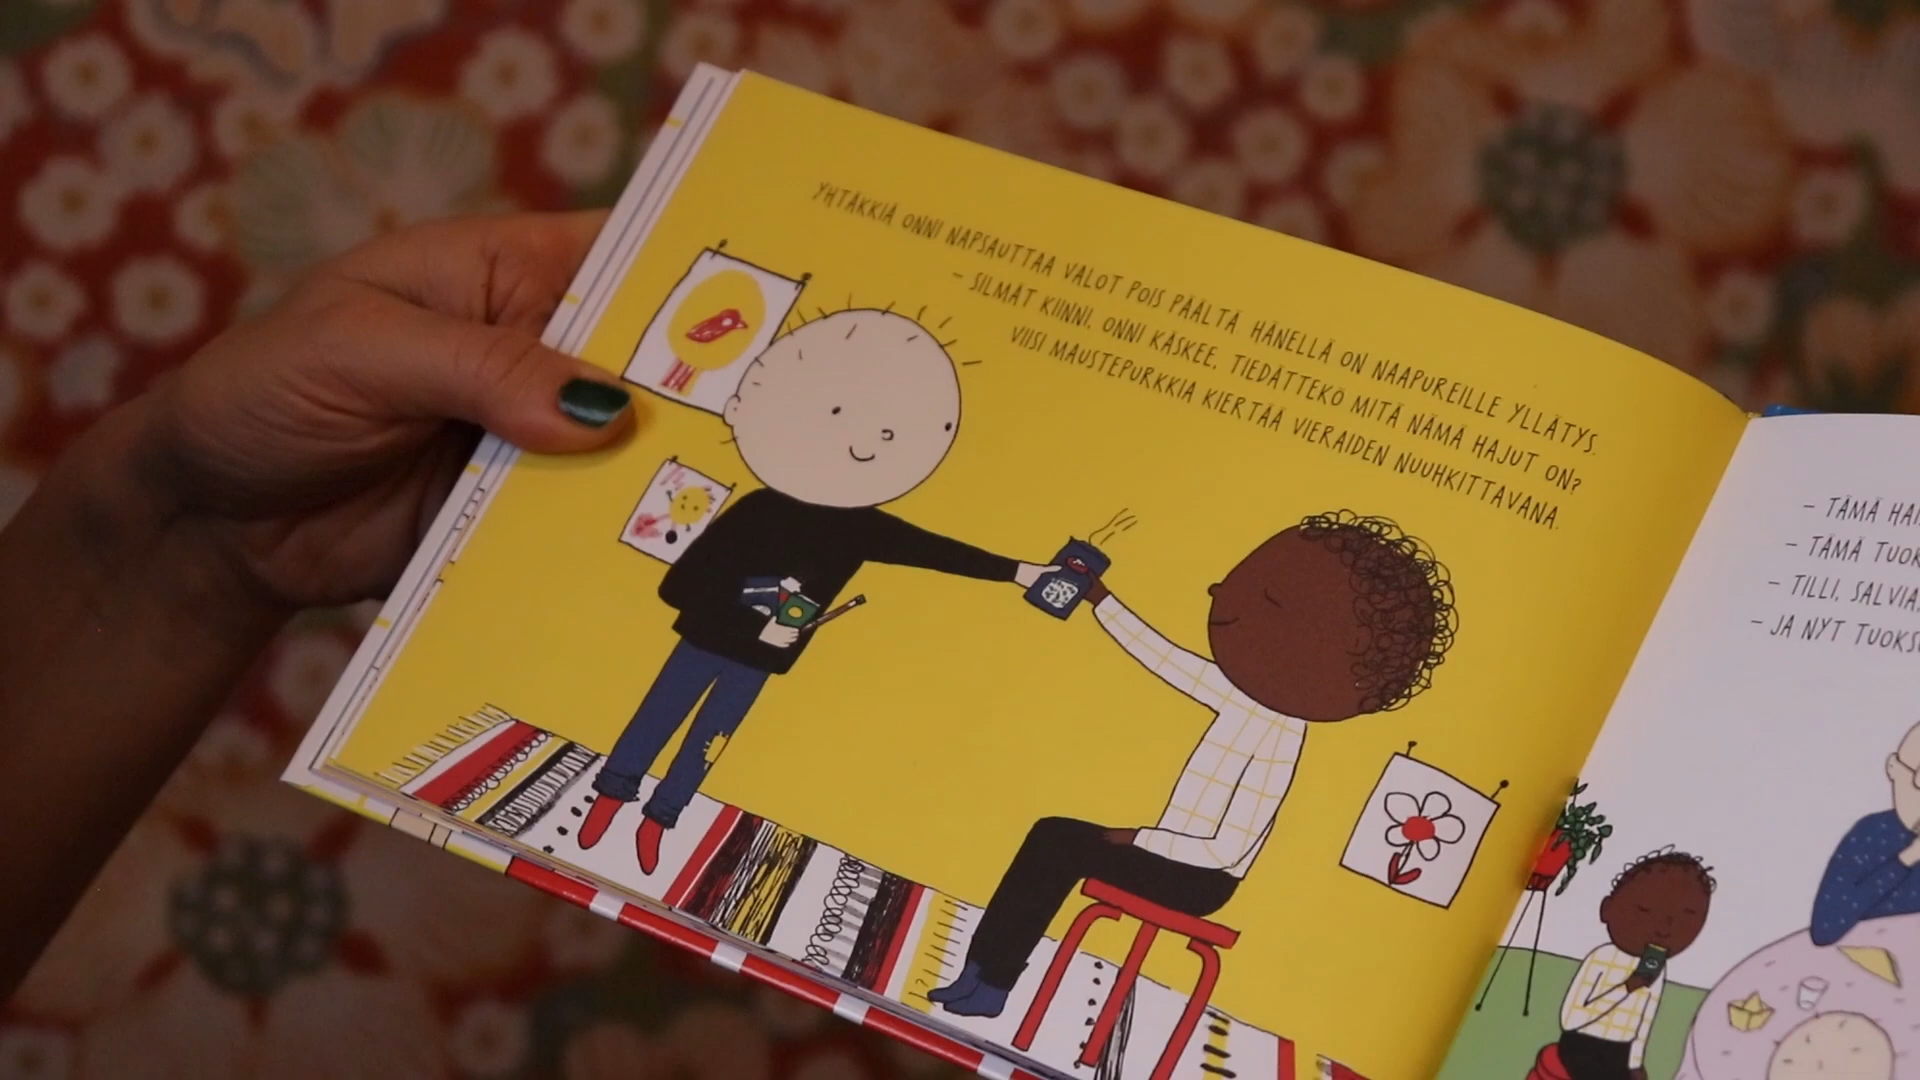 YHTÄKKIÄ ONNI NAPSAUTTAA VALOT POIS PÄÄLTÄ. HÄNELLÄ ON NAAPUREILLE YLLÄTYS.
– SILMÄT KIINNI, ONNI KÄSKEE, TIEDÄTTEKÖ MITÄ NÄMÄ HAJUT ON?
VIISI MAUSTEPURKKIA KIERTÄÄ VIERAIDEN NUUHKITTAVANA.
– TÄMÄ
– TÄMÄ
– TILLI, SALVIA
– JA NYT